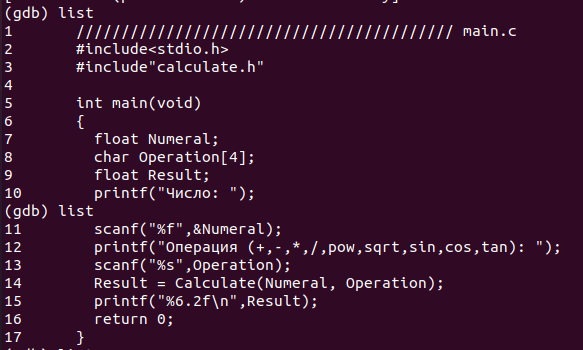 (gdb) list
1 ////////////////////////////////////////// main.c
2 #include<stdio.h>
3 #include"calculate.h"
4
5 int main(void)
6 {
7 float Numeral;
8 char Operation[4];
9 float Result;
10 printf("Число: ");
(gdb) list
11 scanf("%f",&Numeral);
12 printf("Операция (+,-,*,/,pow,sqrt,sin,cos,tan): ");
13 scanf("%s",Operation);
14 Result = Calculate(Numeral, Operation);
15 printf("%6.2f\n",Result);
16 return 0;
17 }